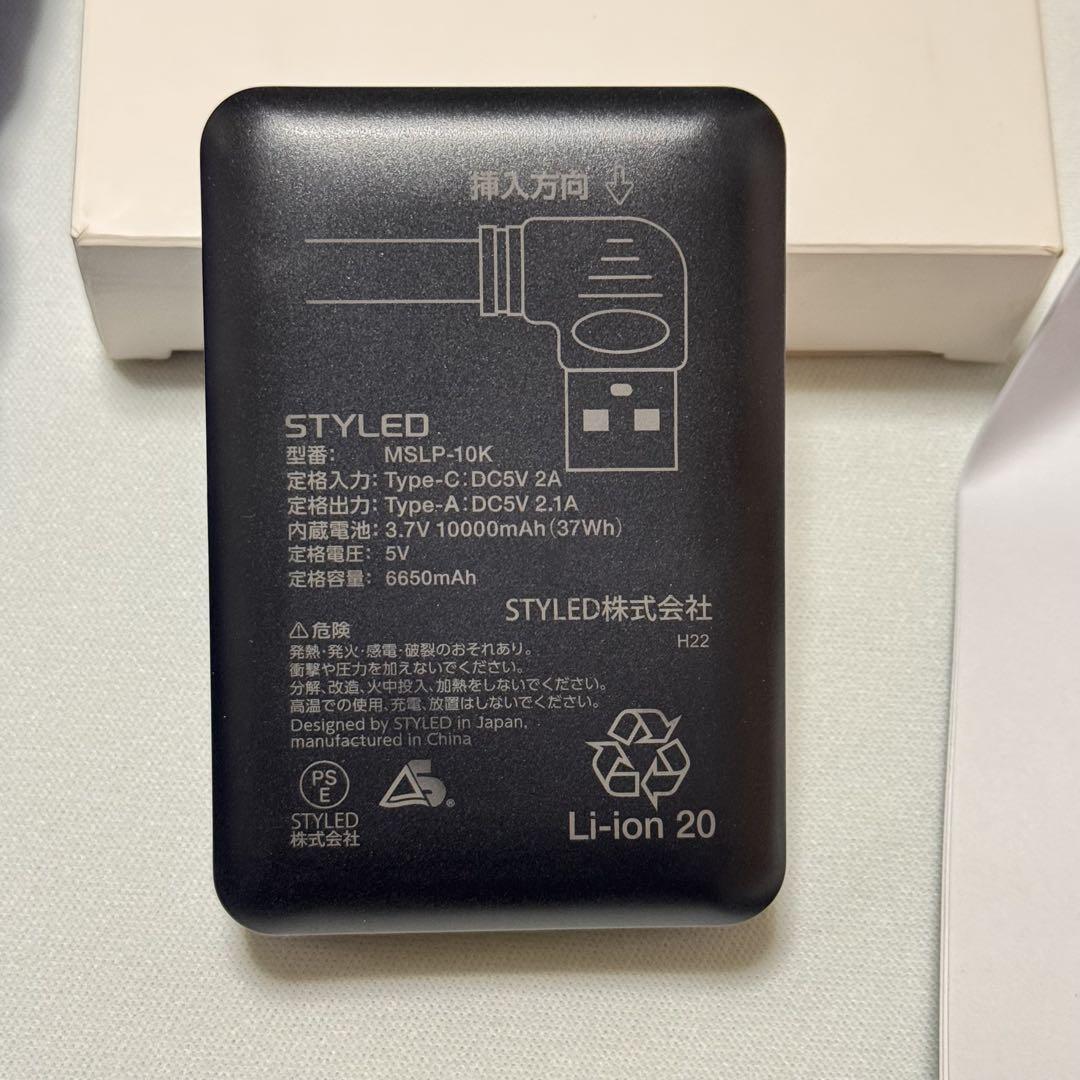 挿入方向
STYLED
型番: MSLP-10K
定格入力: Type-C:DC5V 2A
定格出力: Type-A:DC5V 2.1A
内蔵電池: 3.7V 10000mAh(37Wh)
定格電圧: 5V
定格容量: 6650mAh
STYLED株式会社
H22
⚠危険
発熱・発火・感電・破裂のおそれあり。
衝撃や圧力を加えないでください。
分解、改造、火中投入、加熱をしないでください。
高温での使用、充電、放置はしないでください。
Designed by STYLED in Japan,
manufactured in China
PS
E
STYLED
株式会社
Li-ion 20